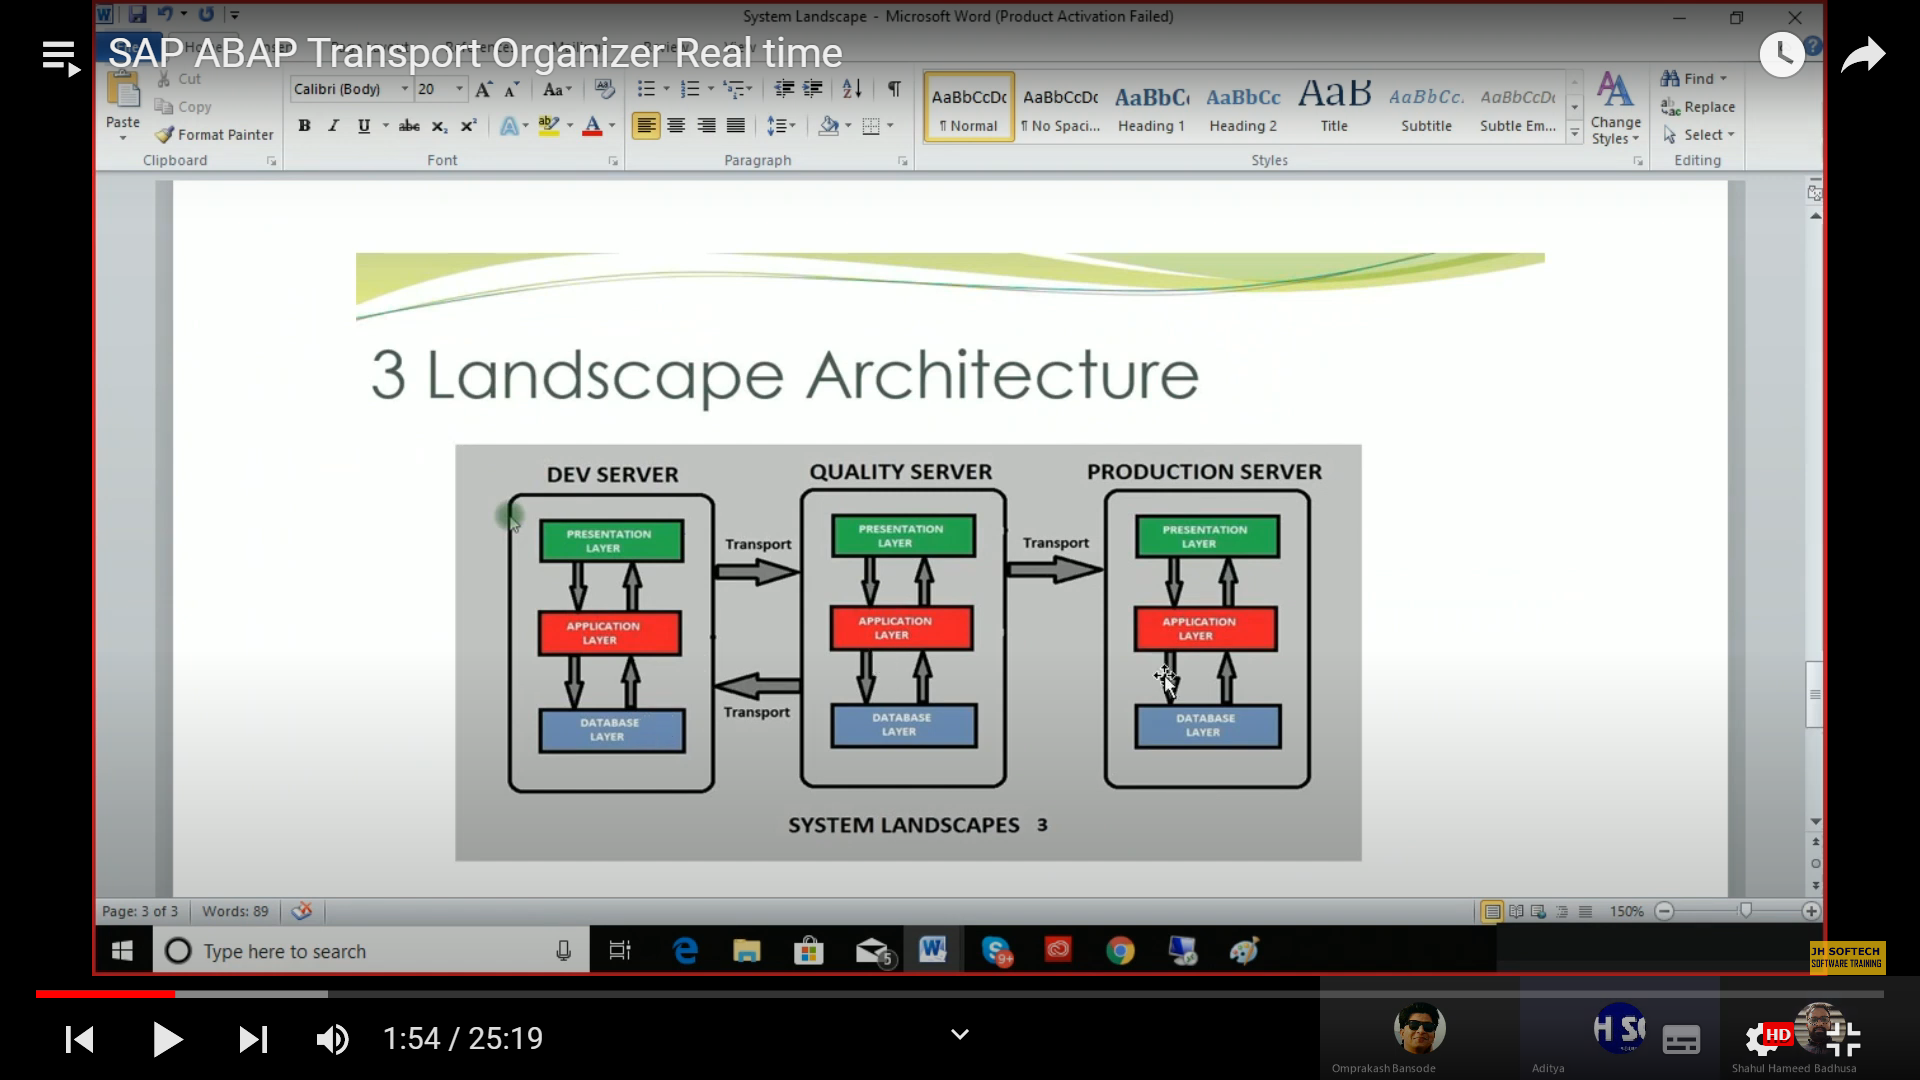 System Landscape - Microsoft Word (Product Activation Failed)
SAP ABAP Transport Organizer Real time
Cut
Copy
Paste
Format Painter
Clipboard
Calibri (Body)
20
Font
Paragraph
AaBbCcDc
¶ Normal
AaBbCcDc
¶ No Spaci...
AaBbC
Heading 1
AaBbCc
Heading 2
AaB
Title
AaBbCc.
Subtitle
AaBbCcDc
Subtle Em...
Change
Styles
Styles
Find
Replace
Select
Editing
3 Landscape Architecture
DEV SERVER
QUALITY SERVER
PRODUCTION SERVER
PRESENTATION
LAYER
PRESENTATION
LAYER
PRESENTATION
LAYER
Transport
Transport
APPLICATION
LAYER
APPLICATION
LAYER
APPLICATION
LAYER
Transport
DATABASE
LAYER
DATABASE
LAYER
DATABASE
LAYER
SYSTEM LANDSCAPES 3
Page: 3 of 3
Words: 89
150%
Type here to search
5
9+
JH SOFTECH
SOFTWARE TRAINING
1:54 / 25:19
HD
Omprakash Bansode
Aditya
Shahul Hameed Badhusa